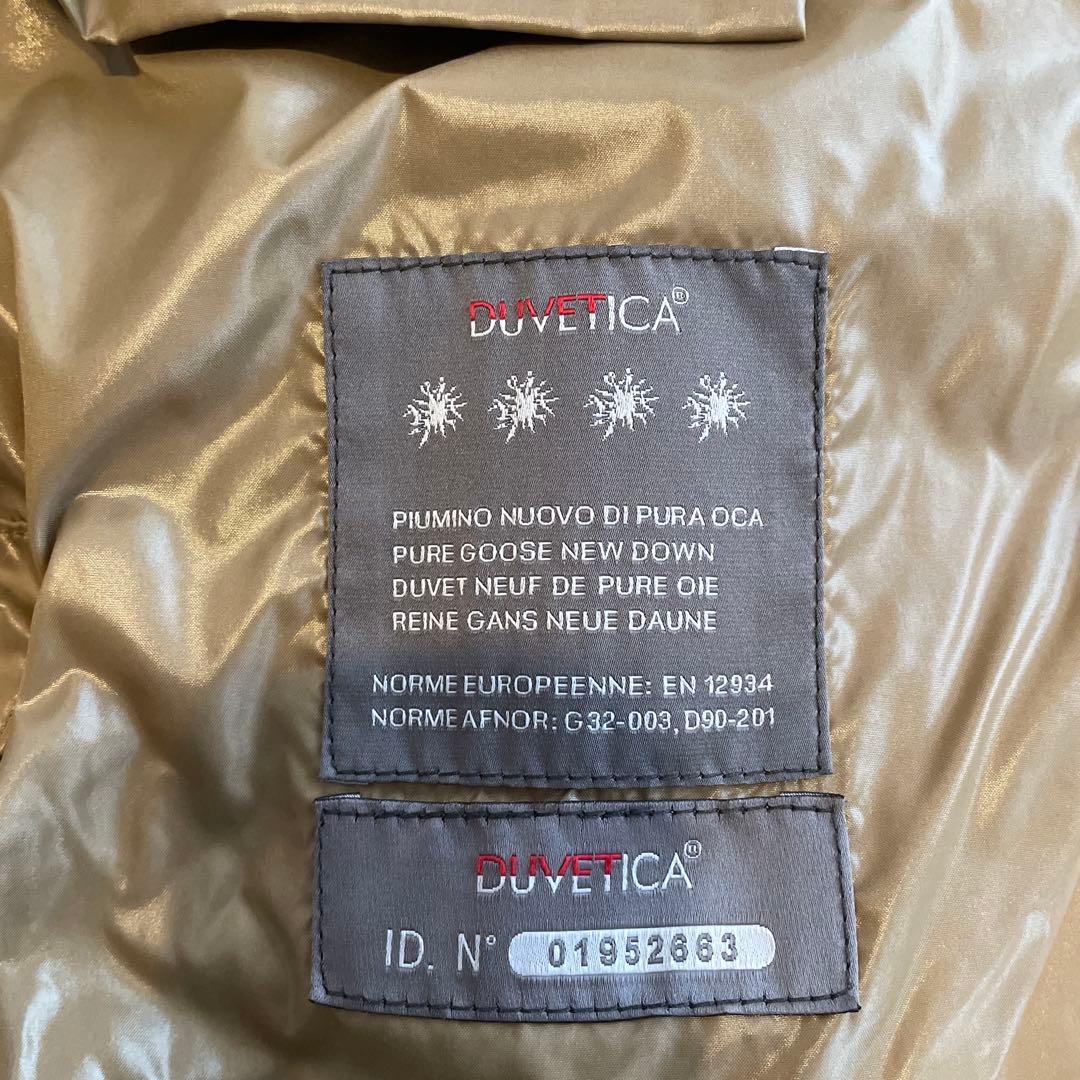 DUVETICA®
PIUMINO NUOVO DI PURA OCA
PURE GOOSE NEW DOWN
DUVET NEUF DE PURE OIE
REINE GANS NEUE DAUNE
NORME EUROPEENNE: EN 12934
NORME AFNOR: G32-003, D90-201
DUVETICA®
ID. N° 01952663